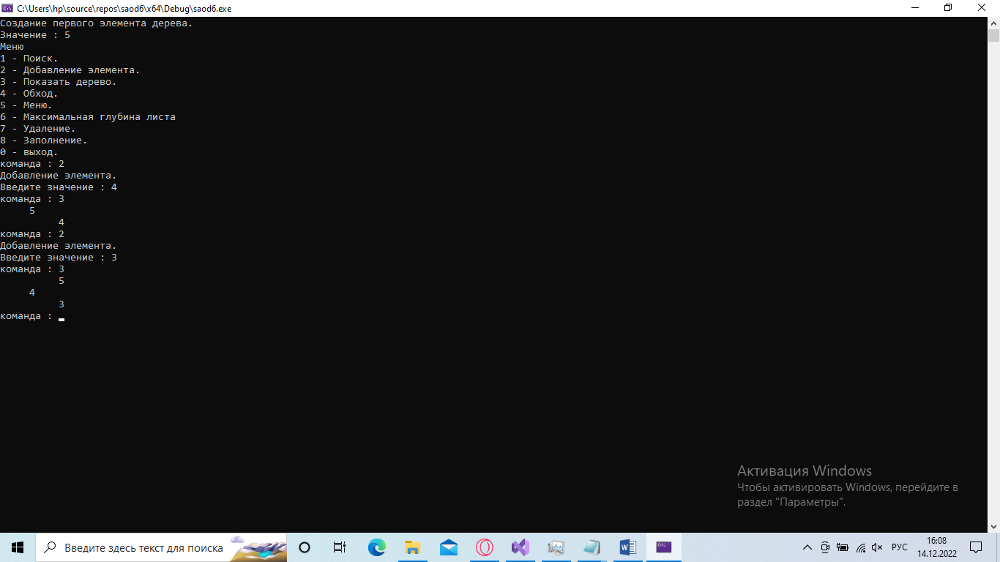 C:\Users\hp\source\repos\saod6\x64\Debug\saod6.exe
Создание первого элемента дерева.
Значение : 5
Меню
1 - Поиск.
2 - Добавление элемента.
3 - Показать дерево.
4 - Обход.
5 - Меню.
6 - Максимальная глубина листа
7 - Удаление.
8 - Заполнение.
0 - выход.
команда : 2
Добавление элемента.
Введите значение : 4
команда : 3
5
4
команда : 2
Добавление элемента.
Введите значение : 3
команда : 3
5
4
3
команда :
Активация Windows
Чтобы активировать Windows, перейдите в
раздел "Параметры".
Введите здесь текст для поиска
РУС
16:08
14.12.2022